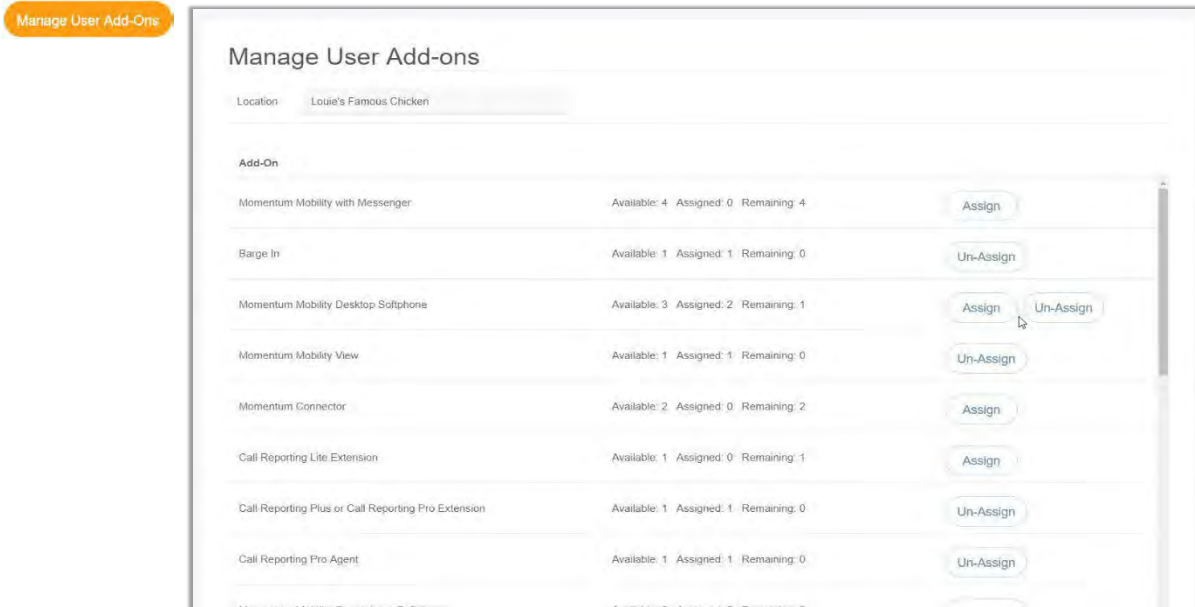 Manage User Add-Ons
Manage User Add-ons
Location Louie's Famous Chicken
Add-On
Momentum Mobility with Messenger Available: 4 Assigned: 0 Remaining: 4 Assign
Barge In Available: 1 Assigned: 1 Remaining: 0 Un-Assign
Momentum Mobility Desktop Softphone Available: 3 Assigned: 2 Remaining: 1 Assign Un-Assign
Momentum Mobility View Available: 1 Assigned: 1 Remaining: 0 Un-Assign
Momentum Connector Available: 2 Assigned: 0 Remaining: 2 Assign
Call Reporting Lite Extension Available: 1 Assigned: 0 Remaining: 1 Assign
Call Reporting Plus or Call Reporting Pro Extension Available: 1 Assigned: 1 Remaining: 0 Un-Assign
Call Reporting Pro Agent Available: 1 Assigned: 1 Remaining: 0 Un-Assign